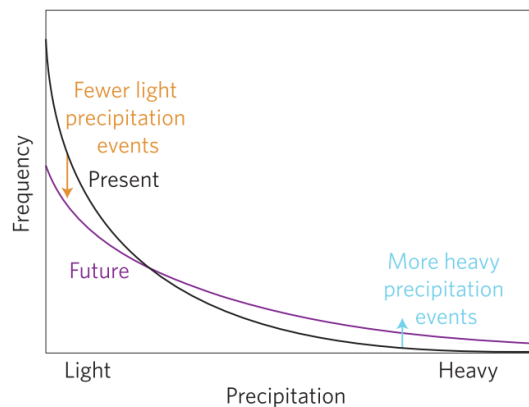 Fewer light
precipitation
events
Present
Frequency
Future
More heavy
precipitation
events
Light
Heavy
Precipitation